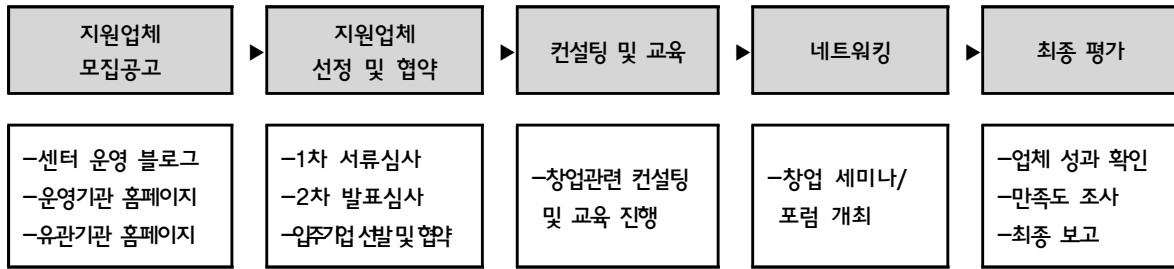 지원업체
모집공고
▶
지원업체
선정 및 협약
▶
컨설팅 및 교육
▶
네트워킹
▶
최종 평가
-센터 운영 블로그
-운영기관 홈페이지
-유관기관 홈페이지
-1차 서류심사
-2차 발표심사
-입주기업 선발 및 협약
-창업관련 컨설팅
및 교육 진행
-창업 세미나/
포럼 개최
-업체 성과 확인
-만족도 조사
-최종 보고